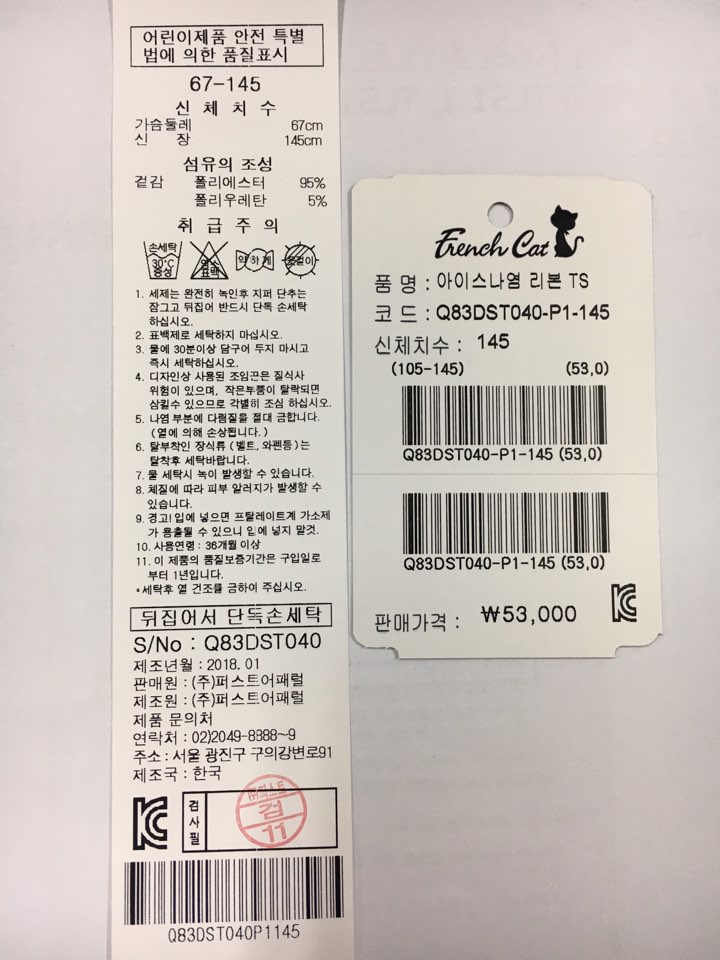 어린이제품 안전 특별
법에 의한 품질표시
67-145
신 체 치 수
가슴둘레 67cm
신 장 145cm
섬유의 조성
겉감 폴리에스터 95%
폴리우레탄 5%
취 급 주 의
손세탁
30℃
중성
염소
표백
약하게
옷걸이
1. 세제는 완전히 녹인후 지퍼 단추는
잠그고 뒤집어 반드시 단독 손세탁
하십시오.
2. 표백제로 세탁하지 마십시오.
3. 물에 30분이상 담구어 두지 마시고
즉시 세탁하십시오.
4. 디자인상 사용된 조임끈은 질식사
위험이 있으며, 작은부품이 탈락되면
삼킬수 있으므로 각별히 조심 하십시오.
5. 나염 부분에 다림질을 절대 금합니다.
(열에 의해 손상됩니다.)
6. 탈부착인 장식류 (벨트, 와펜등)는
탈착후 세탁바랍니다.
7. 물 세탁시 녹이 발생할 수 있습니다.
8. 체질에 따라 피부 알러지가 발생할 수
있습니다.
9. 경고! 입에 넣으면 프탈레이트계 가소제
가 용출될 수 있으니 입에 넣지 말것.
10. 사용연령 : 36개월 이상
11. 이 제품의 품질보증기간은 구입일로
부터 1년입니다.
*세탁후 열 건조를 금하여 주십시오.
뒤집어서 단독손세탁
S/No : Q83DST040
제조년월 : 2018. 01
판매원 : (주)퍼스트어패럴
제조원 : (주)퍼스트어패럴
제품 문의처
연락처 : 02)2049-8888~9
주소 : 서울 광진구 구의강변로91
제조국 : 한국
검사필
㈜퍼스트
검
11
Q83DST040P1145
French Cat
품 명 : 아이스나염 리본 TS
코 드 : Q83DST040-P1-145
신체치수 : 145
(105-145) (53,0)
Q83DST040-P1-145 (53,0)
Q83DST040-P1-145 (53,0)
판매가격 : ₩53,000